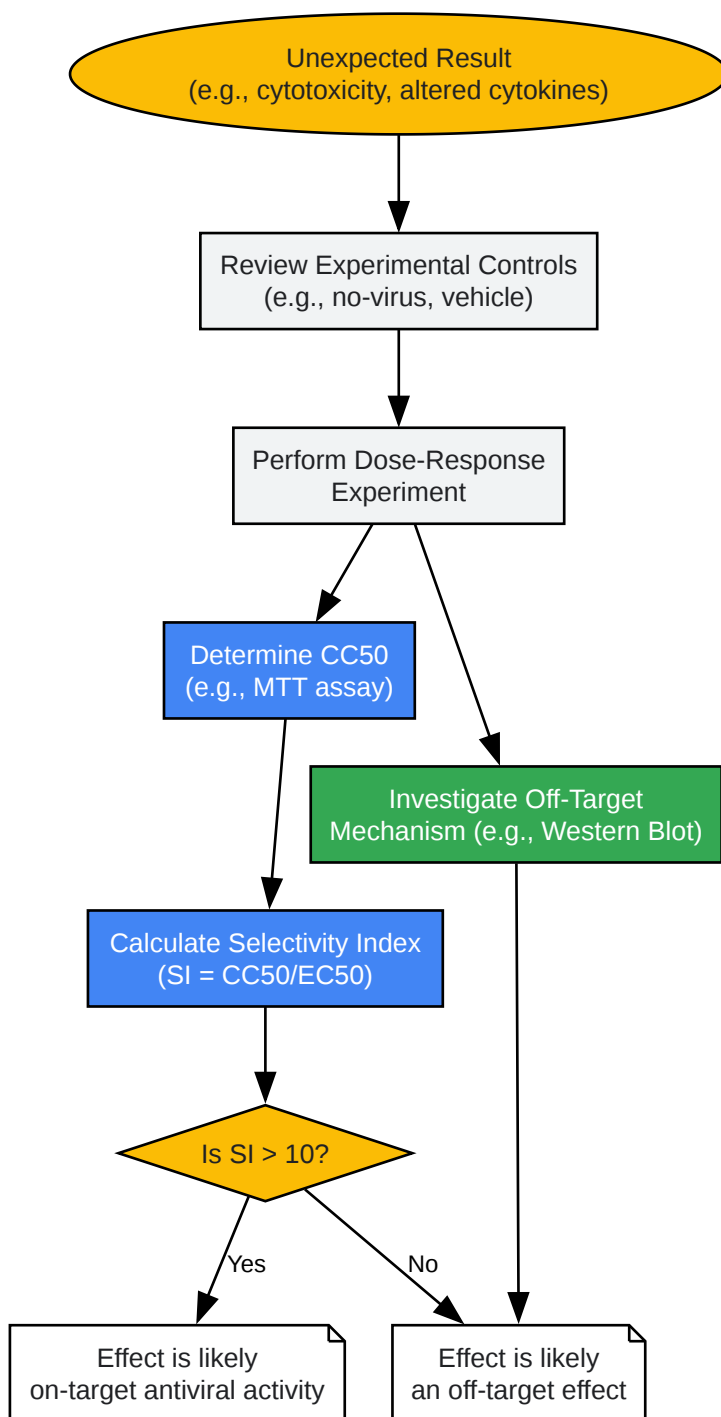 Unexpected Result
(e.g., cytotoxicity, altered cytokines)
Review Experimental Controls
(e.g., no-virus, vehicle)
Perform Dose-Response
Experiment
Determine CC50
(e.g., MTT assay)
Investigate Off-Target
Mechanism (e.g., Western Blot)
Calculate Selectivity Index
(SI = CC50/EC50)
Is SI > 10?
Yes
No
Effect is likely
on-target antiviral activity
Effect is likely
an off-target effect